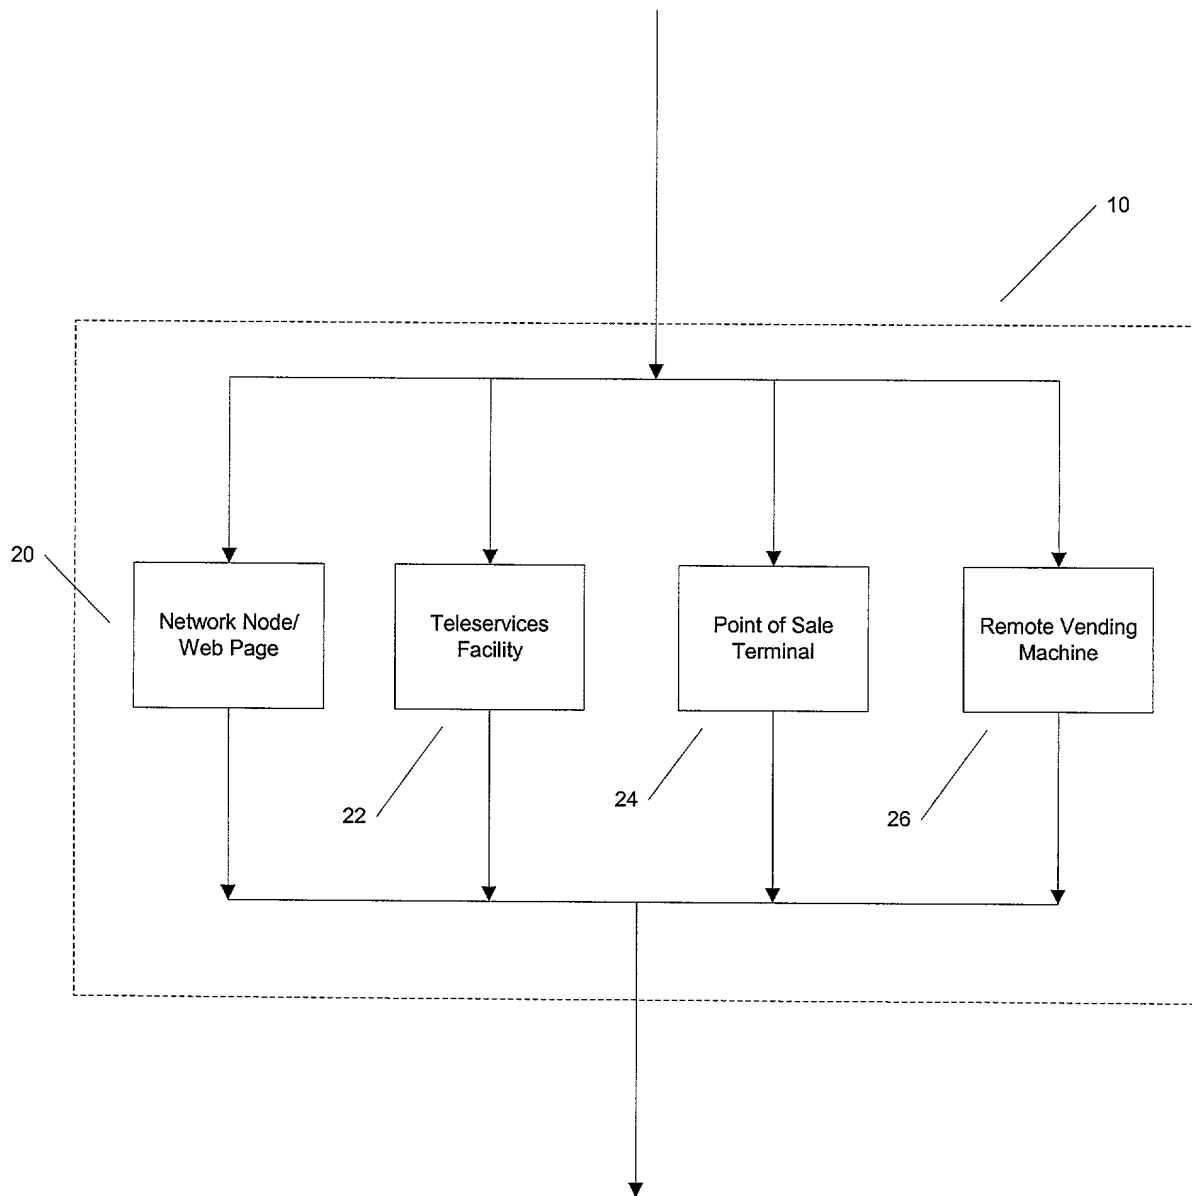 10
20
Network Node/
Web Page
Teleservices
Facility
Point of Sale
Terminal
Remote Vending
Machine
22
24
26